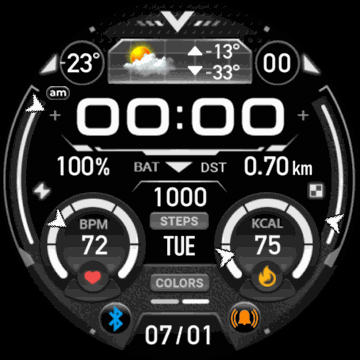 -23° -13° 00
-33°
am
00:00
100% BAT DST 0.70 km
1000
STEPS
BPM KCAL
72 TUE 75
COLORS
07/01